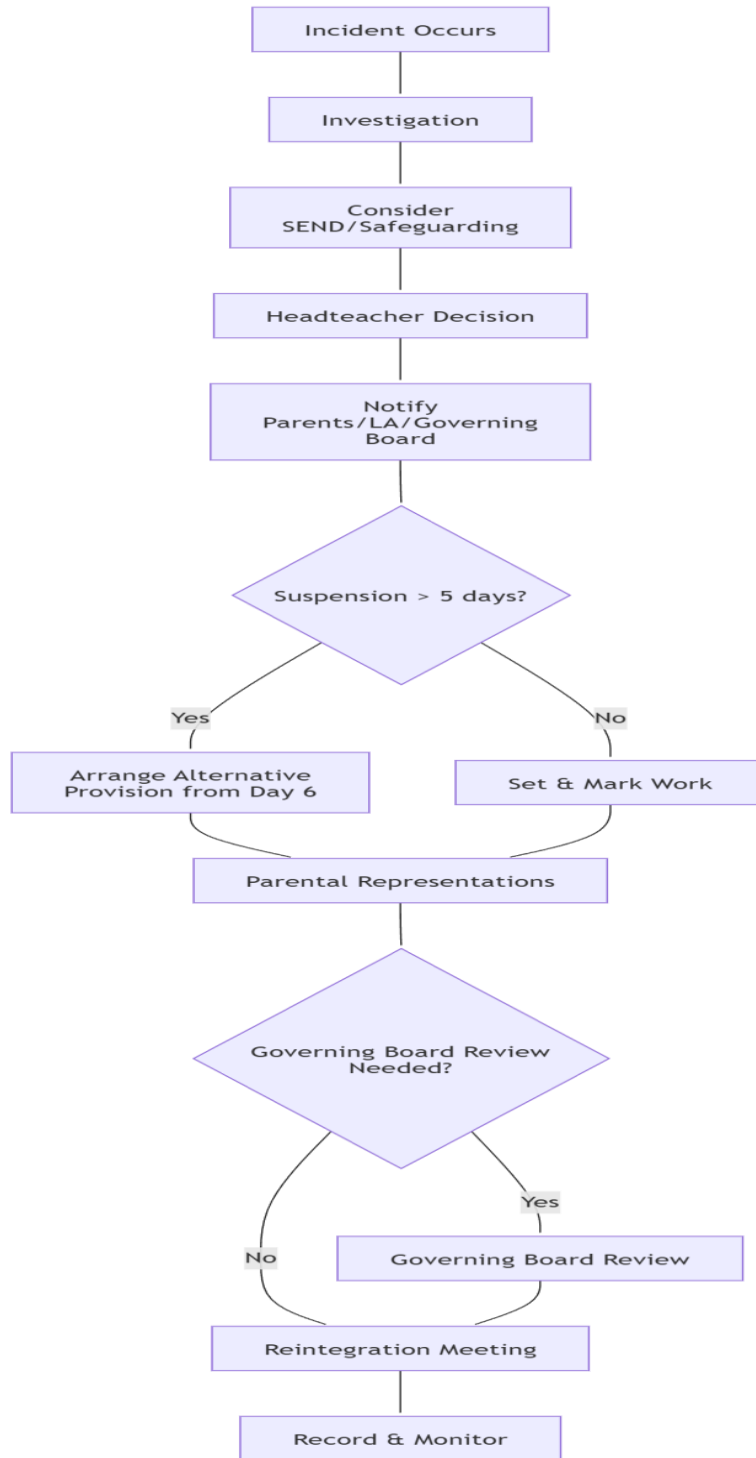 Incident Occurs
Investigation
Consider
SEND/Safeguarding
Headteacher Decision
Notify
Parents/LA/Governing
Board
Suspension > 5 days?
Yes
No
Arrange Alternative
Provision from Day 6
Set & Mark Work
Parental Representations
Governing Board Review
Needed?
Yes
No
Governing Board Review
Reintegration Meeting
Record & Monitor